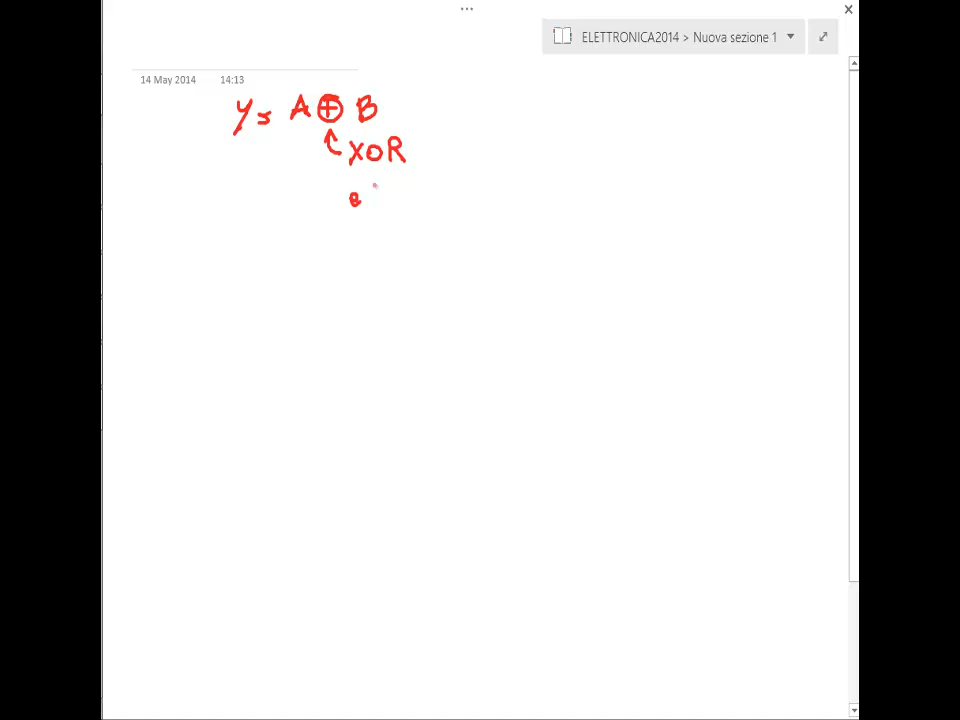 ELETTRONICA2014 > Nuova sezione 1
14 May 2014 14:13
y = A ⊕ B
XOR